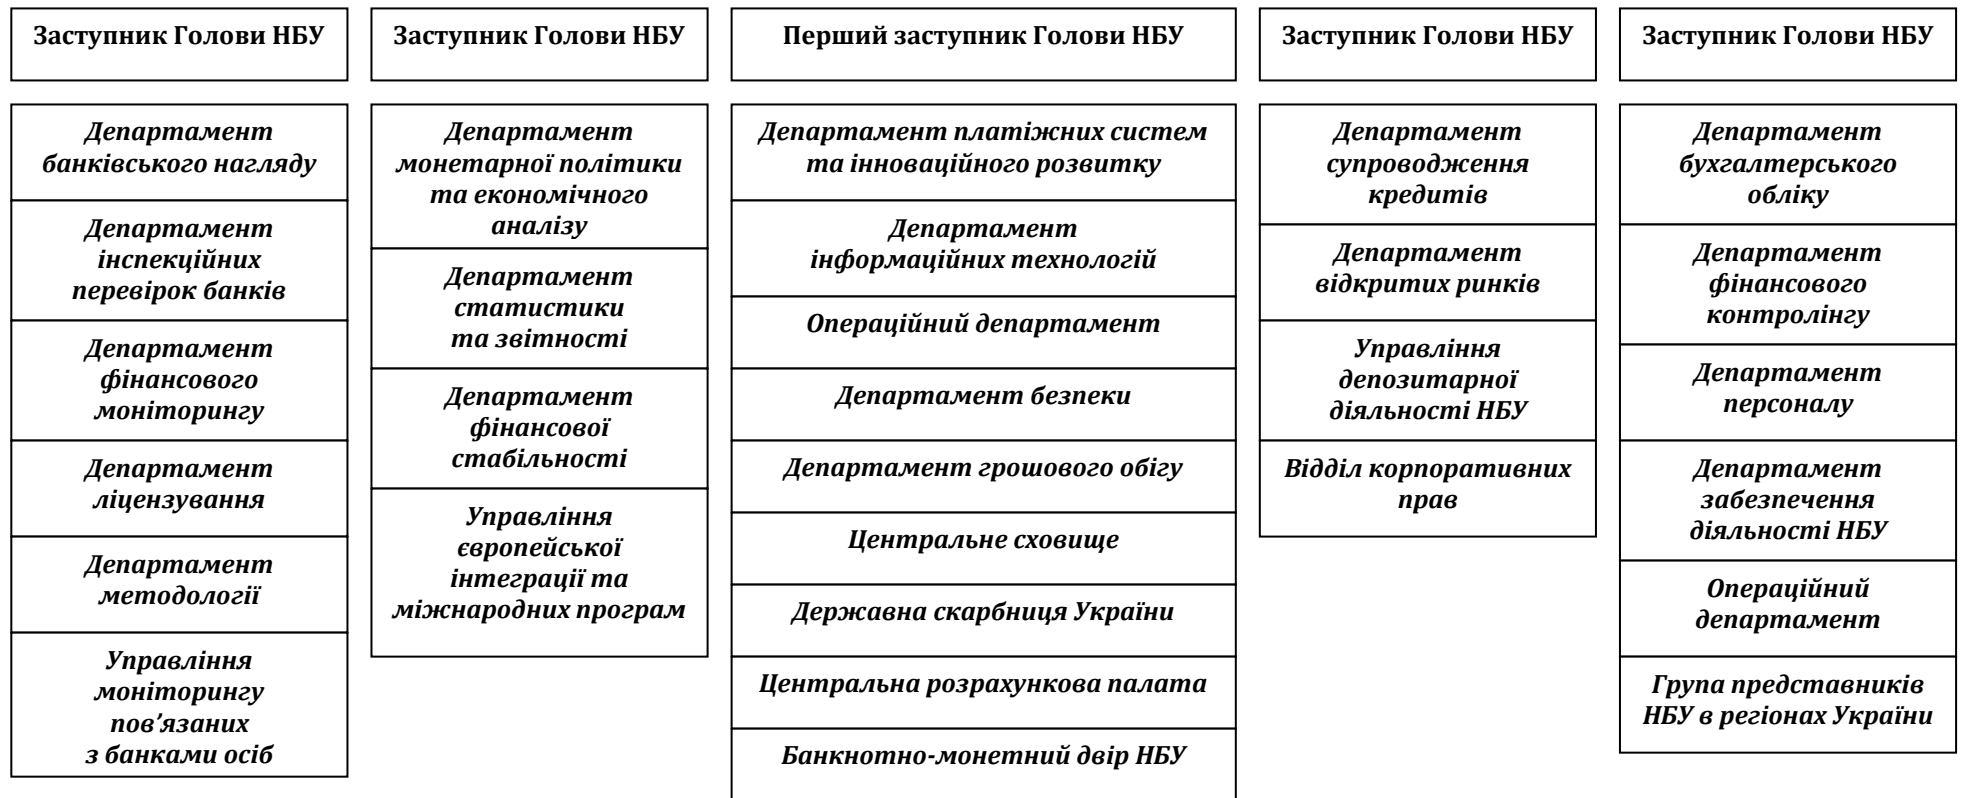 Заступник Голови НБУ
Департамент
банківського нагляду
Департамент
інспекційних
перевірок банків
Департамент
фінансового
моніторингу
Департамент
ліцензування
Департамент
методології
Управління
моніторингу
пов’язаних
з банками осіб
Заступник Голови НБУ
Департамент
монетарної політики
та економічного
аналізу
Департамент
статистики
та звітності
Департамент
фінансової
стабільності
Управління
європейської
інтеграції та
міжнародних програм
Перший заступник Голови НБУ
Департамент платіжних систем
та інноваційного розвитку
Департамент
інформаційних технологій
Операційний департамент
Департамент безпеки
Департамент грошового обігу
Центральне сховище
Державна скарбниця України
Центральна розрахункова палата
Банкнотно-монетний двір НБУ
Заступник Голови НБУ
Департамент
супроводження
кредитів
Департамент
відкритих ринків
Управління
депозитарної
діяльності НБУ
Відділ корпоративних
прав
Заступник Голови НБУ
Департамент
бухгалтерського
обліку
Департамент
фінансового
контролінгу
Департамент
персоналу
Департамент
забезпечення
діяльності НБУ
Операційний
департамент
Група представників
НБУ в регіонах України